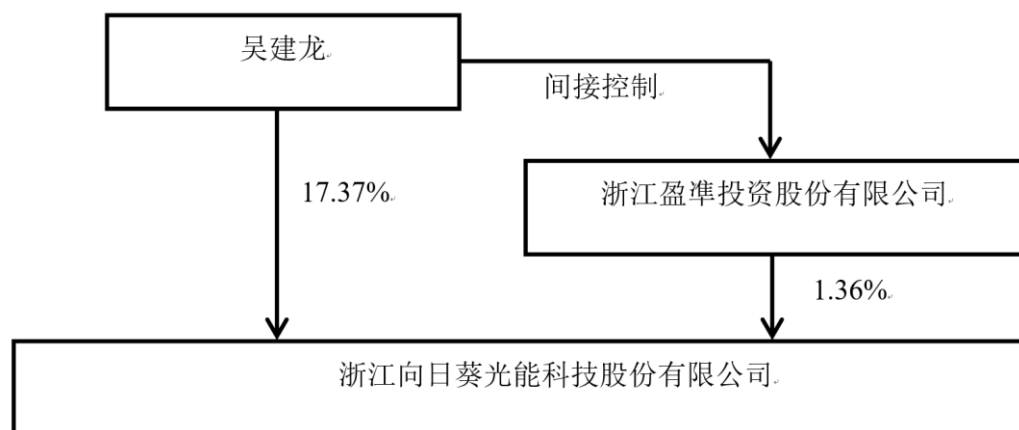 吴建龙
间接控制
17.37%
浙江盈凖投资股份有限公司
1.36%
浙江向日葵光能科技股份有限公司